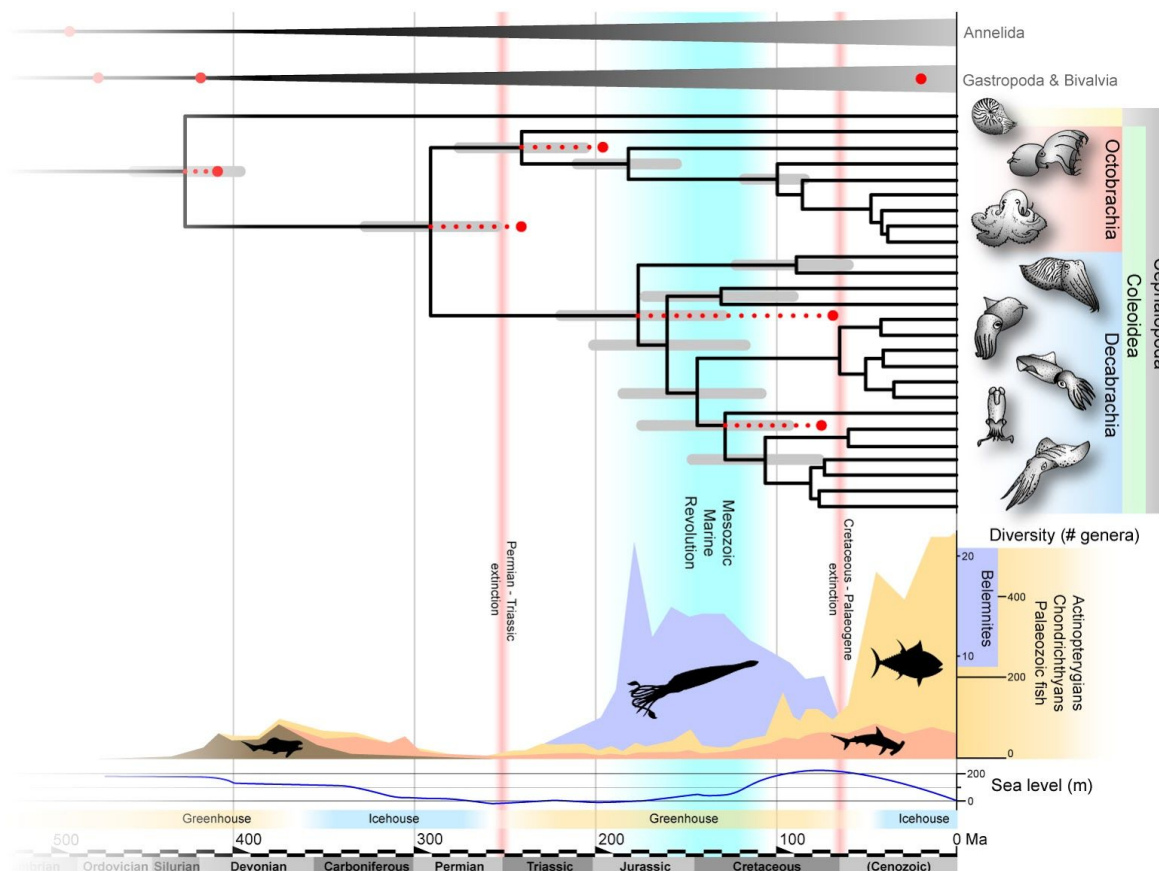 Annelida
Gastropoda & Bivalvia
Octobrachia
Decabrachia
Coleoidea
Cephalopoda
Mesozoic
Marine
Revolution
Permian - Triassic
extinction
Cretaceous - Palaeogene
extinction
Diversity (# genera)
20
10
Belemnites
400
200
0
Actinopterygians
Chondrichthyans
Palaeozoic fish
200
0
Sea level (m)
Greenhouse
Icehouse
Greenhouse
Icehouse
500
400
300
200
100
0 Ma
Ordovician
Silurian
Devonian
Carboniferous
Permian
Triassic
Jurassic
Cretaceous
(Cenozoic)